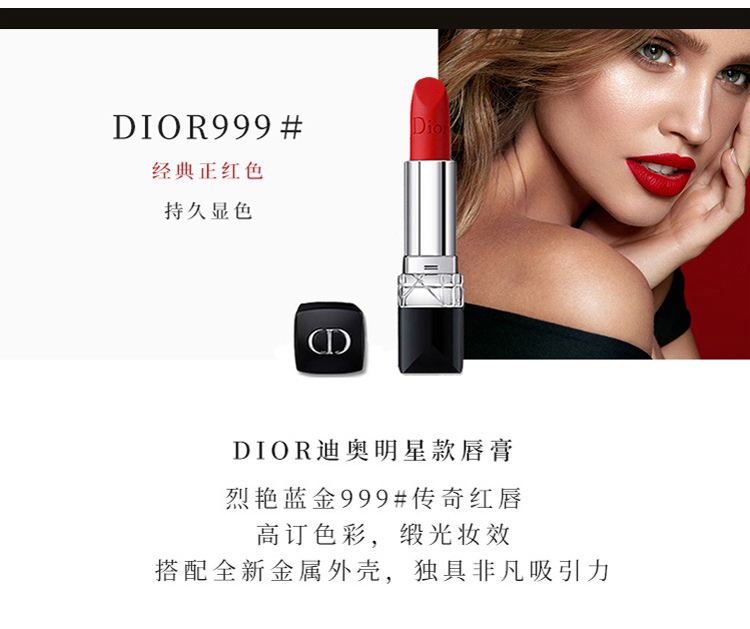 DIOR999#
经典正红色
持久显色
Dior
CD
DIOR迪奥明星款唇膏
烈艳蓝金999#传奇红唇
高订色彩，缎光妆效
搭配全新金属外壳，独具非凡吸引力